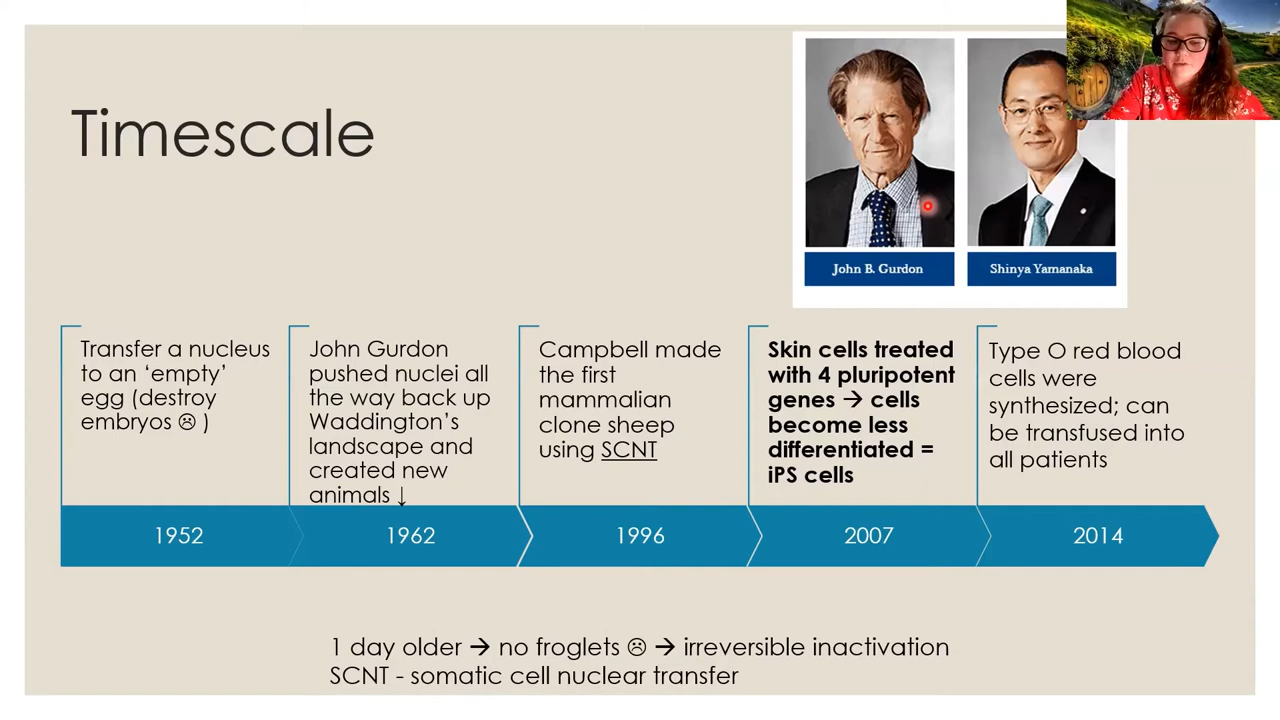 Timescale
John B. Gurdon
Shinya Yamanaka
Transfer a nucleus
to an ‘empty’
egg (destroy
embryos ☹ )
John Gurdon
pushed nuclei all
the way back up
Waddington’s
landscape and
created new
animals ↓
Campbell made
the first
mammalian
clone sheep
using SCNT
Skin cells treated
with 4 pluripotent
genes → cells
become less
differentiated =
iPS cells
Type O red blood
cells were
synthesized; can
be transfused into
all patients
1952
1962
1996
2007
2014
1 day older → no froglets ☹ → irreversible inactivation
SCNT - somatic cell nuclear transfer